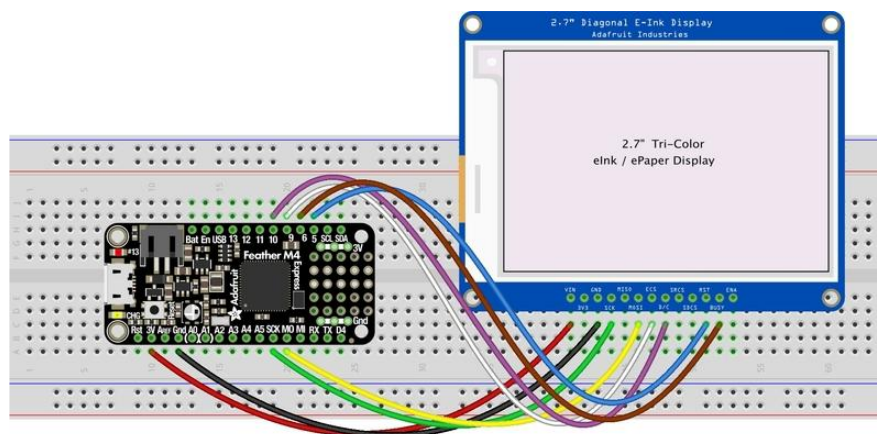 2.7" Diagonal E-Ink Display
Adafruit Industries
2.7" Tri-Color
eInk / ePaper Display
VIN GND MISO ECS SRCS RST ENA
3V3 SCK MOSI D/C SDCS BUSY
Bat En USB 13 12 11 10 9 6 5 SCL SDA
3V
#13
Feather M4
Express
Adafruit
Reset
CHG
Gnd
Rst 3V ARef Gnd A0 A1 A2 A3 A4 A5 SCK M0 MI RX TX D4